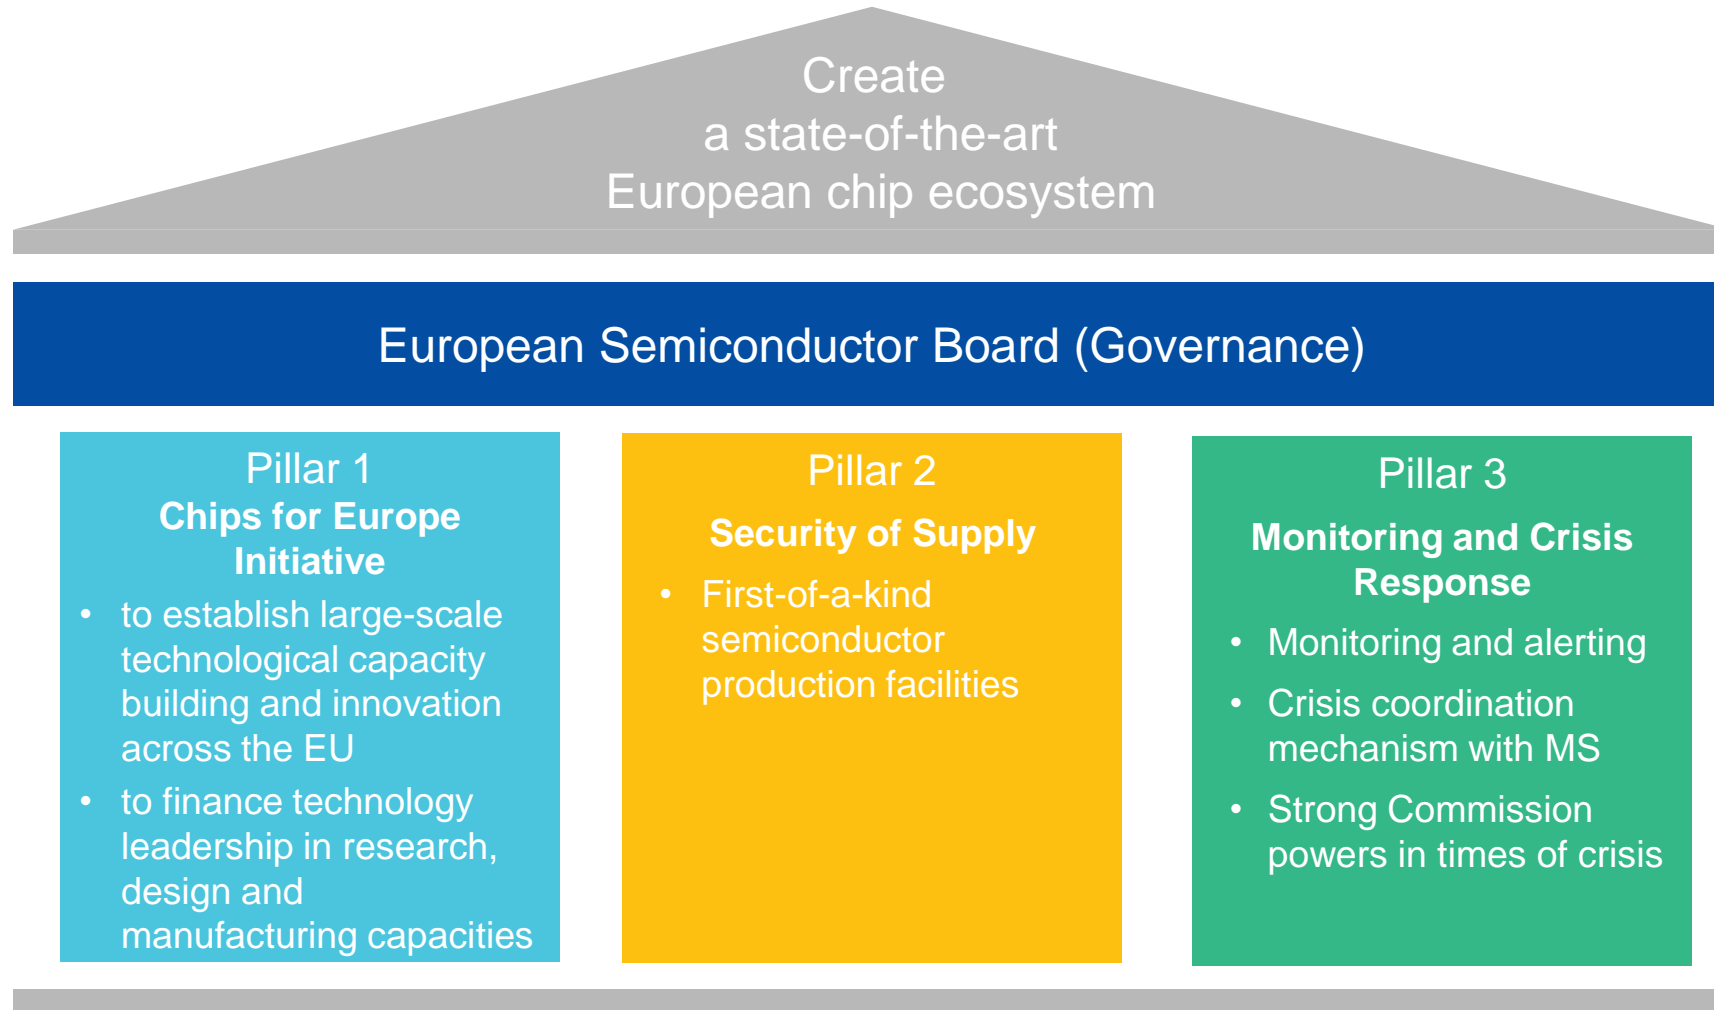 Create
a state-of-the-art
European chip ecosystem
European Semiconductor Board (Governance)
Pillar 1
Chips for Europe
Initiative
• to establish large-scale
technological capacity
building and innovation
across the EU
• to finance technology
leadership in research,
design and
manufacturing capacities
Pillar 2
Security of Supply
• First-of-a-kind
semiconductor
production facilities
Pillar 3
Monitoring and Crisis
Response
• Monitoring and alerting
• Crisis coordination
mechanism with MS
• Strong Commission
powers in times of crisis